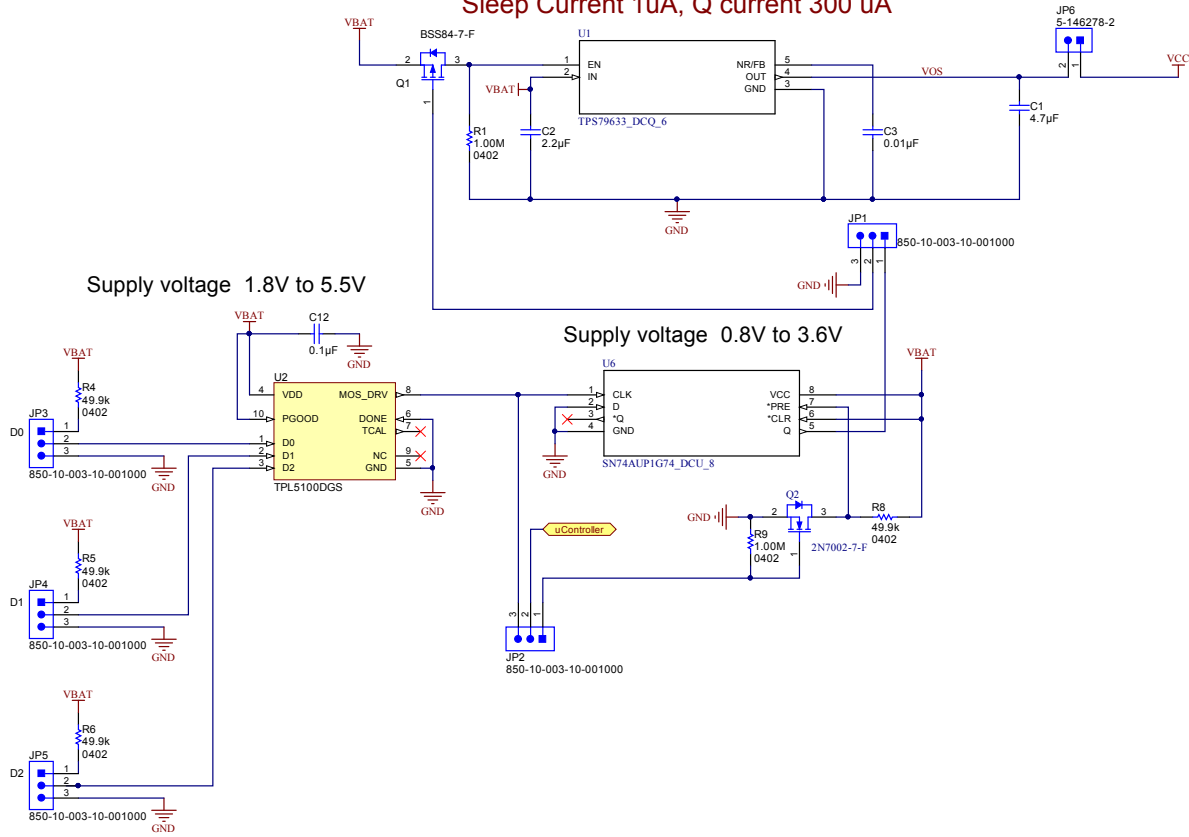 Sleep Current 1uA, Q current 300 uA
VBAT
BSS84-7-F
2
3
Q1
1
U1
1
EN
2
IN
NR/FB
5
OUT
4
GND
3
TPS79633_DCQ_6
VBAT
R1
1.00M
0402
C2
2.2µF
C3
0.01µF
VOS
C1
4.7µF
JP6
5-146278-2
2
1
VCC
GND
JP1
850-10-003-10-001000
3
2
1
GND
Supply voltage 1.8V to 5.5V
VBAT
C12
0.1µF
GND
U2
4
VDD
10
PGOOD
1
D0
2
D1
3
D2
MOS_DRV
8
DONE
6
TCAL
7
NC
9
GND
5
TPL5100DGS
GND
VBAT
R4
49.9k
0402
JP3
D0
1
2
3
850-10-003-10-001000
GND
VBAT
R5
49.9k
0402
JP4
D1
1
2
3
850-10-003-10-001000
GND
VBAT
R6
49.9k
0402
JP5
D2
1
2
3
850-10-003-10-001000
GND
Supply voltage 0.8V to 3.6V
U6
1
CLK
2
D
3
*Q
4
GND
VCC
8
*PRE
7
*CLR
6
Q
5
SN74AUP1G74_DCU_8
GND
VBAT
Q2
GND
2
3
1
2N7002-7-F
R8
49.9k
0402
R9
1.00M
0402
uController
3
2
1
JP2
850-10-003-10-001000